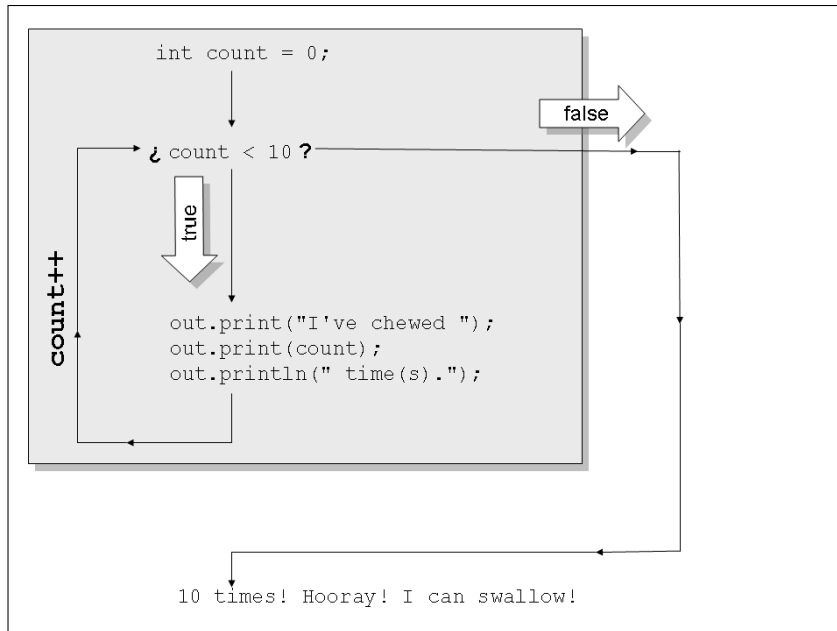 int count = 0;
false
¿ count < 10 ?
true
count++
out.print("I've chewed ");
out.print(count);
out.println(" time(s).");
10 times! Hooray! I can swallow!